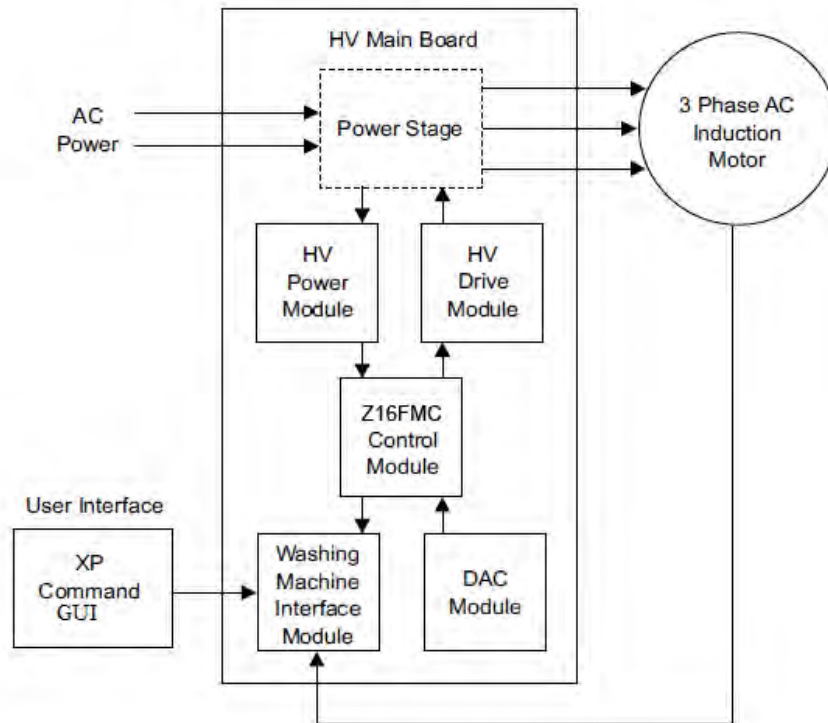 HV Main Board
AC
Power
Power Stage
3 Phase AC
Induction
Motor
HV
Power
Module
HV
Drive
Module
Z16FMC
Control
Module
User Interface
XP
Command
GUI
Washing
Machine
Interface
Module
DAC
Module